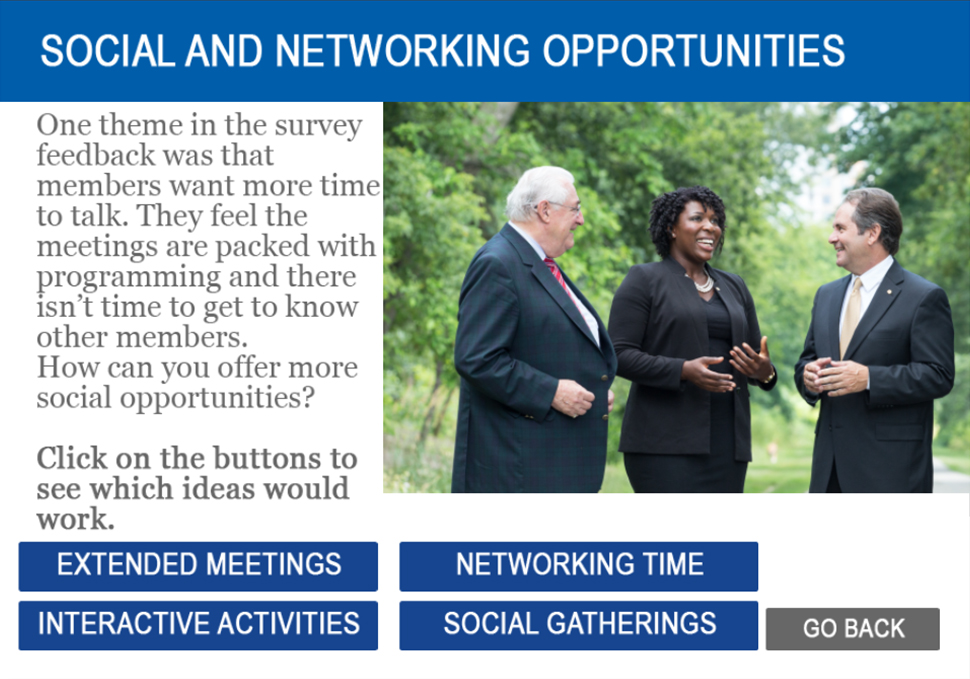 SOCIAL AND NETWORKING OPPORTUNITIES
One theme in the survey
feedback was that
members want more time
to talk. They feel the
meetings are packed with
programming and there
isn't time to get to know
other members.
How can you offer more
social opportunities?
Click on the buttons to
see which ideas would
work.
EXTENDED MEETINGS
NETWORKING TIME
INTERACTIVE ACTIVITIES
SOCIAL GATHERINGS
GO BACK